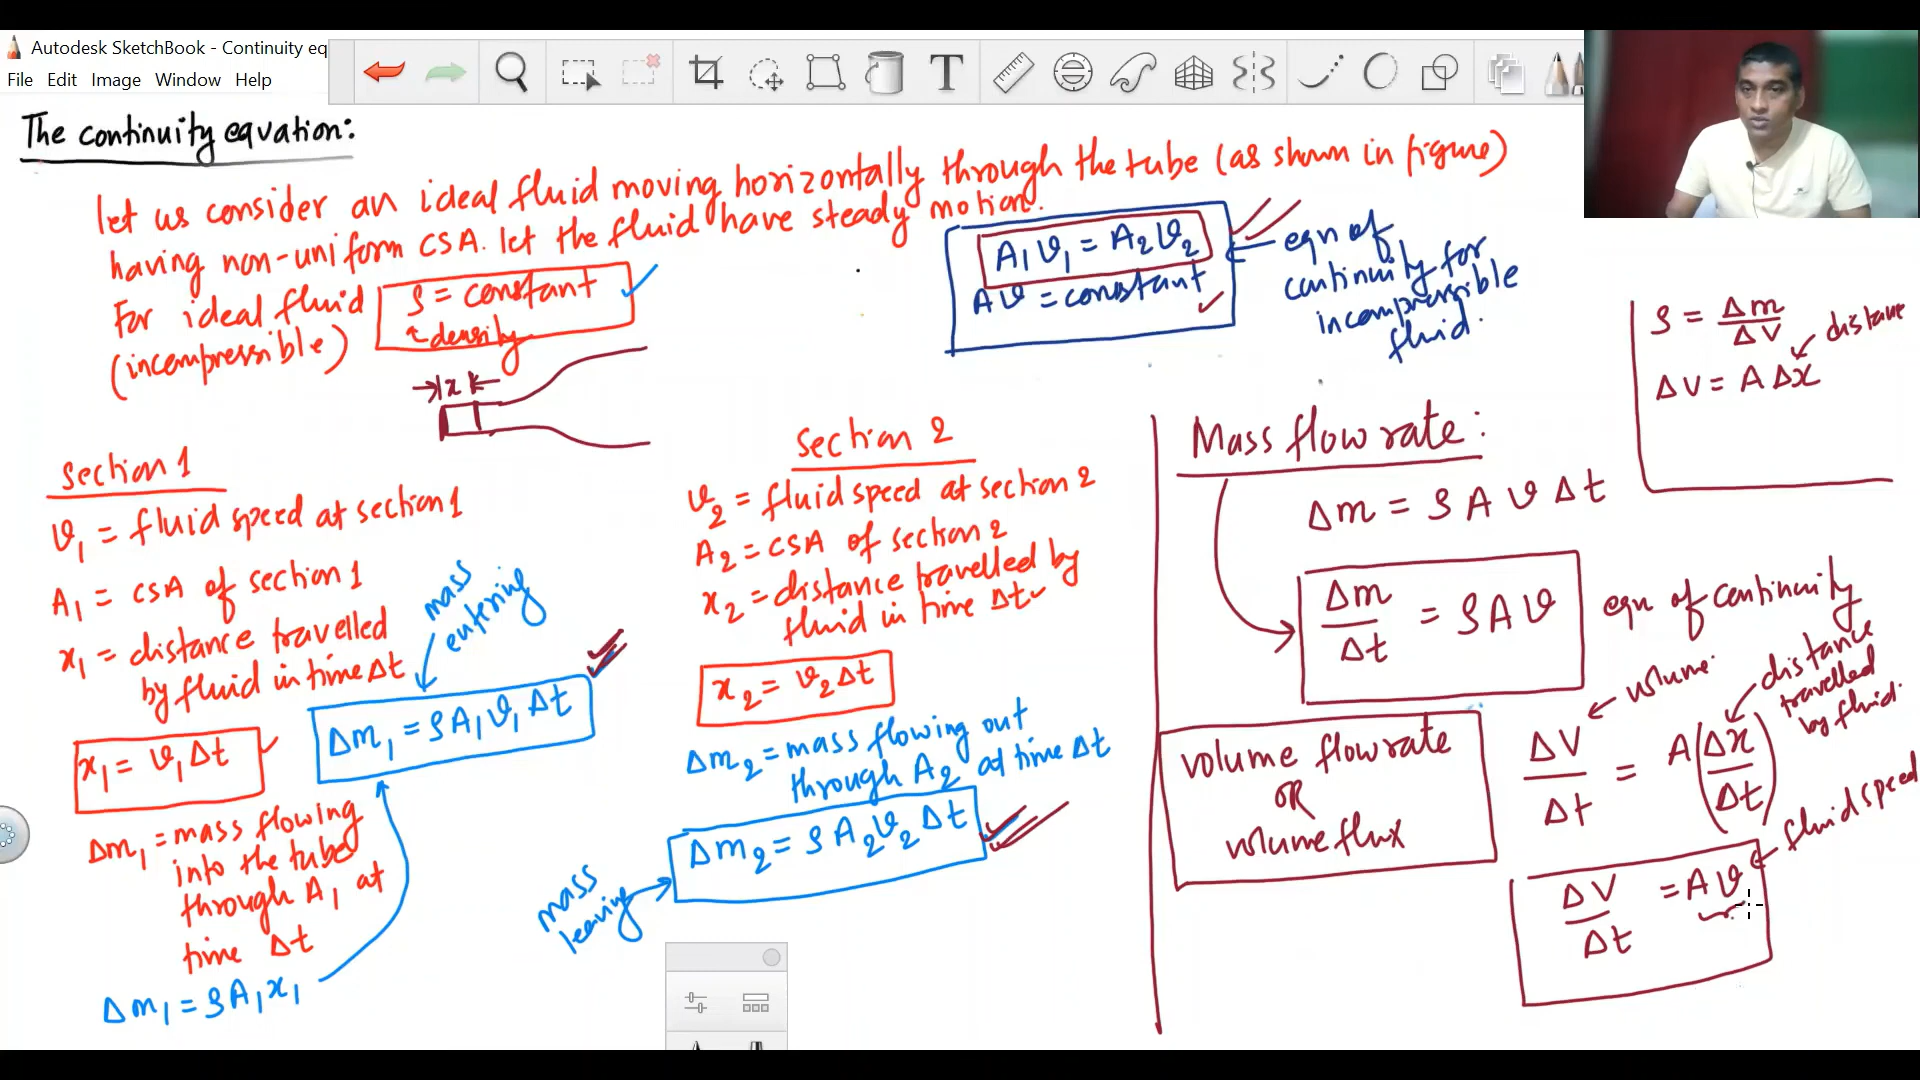 Autodesk SketchBook - Continuity eq
File Edit Image Window Help
The continuity equation:
let us consider an ideal fluid moving horizontally through the tube (as shown in figure)
having non-uniform CSA. let the fluid have steady motion.
For ideal fluid
(incompressible)
ρ = constant
density
A₁v₁ = A₂v₂
Av = constant
eqn of
continuity for
incompressible
fluid.
ρ = Δm/ΔV
distane
ΔV = A Δx
x
Section 1
v₁ = fluid speed at section 1
A₁ = CSA of section 1
x₁ = distance travelled
by fluid in time Δt
x₁ = v₁Δt
Δm₁ = mass flowing
into the tube
through A₁ at
time Δt
Δm₁ = ρA₁x₁
mass
entering
Δm₁ = ρA₁v₁Δt
Section 2
v₂ = fluid speed at section 2
A₂ = CSA of section 2
x₂ = distance travelled by
fluid in time Δt
x₂ = v₂Δt
Δm₂ = mass flowing out
through A₂ at time Δt
Δm₂ = ρA₂v₂Δt
mass
leaving
Mass flow rate:
Δm = ρAvΔt
Δm/Δt = ρAv
eqn of continuity
volume flow rate
OR
volume flux
volume
ΔV/Δt = A(Δx/Δt)
distance
travelled
by fluid.
fluid speed
ΔV/Δt = Av